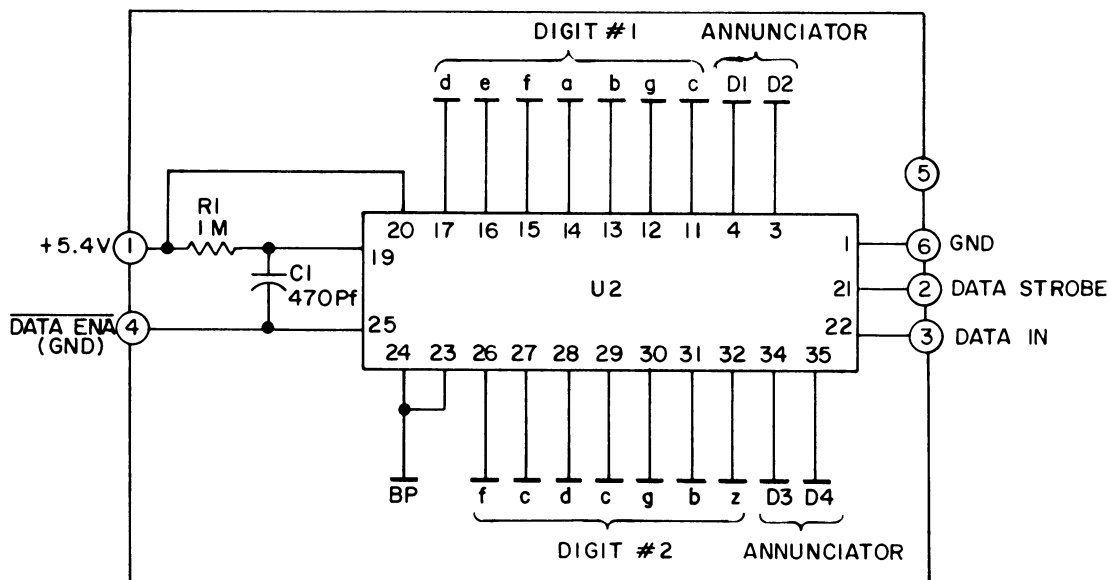 DIGIT #1 ANNUNCIATOR
d e f a b g c D1 D2
5
R1
1M
20 17 16 15 14 13 12 11 4 3
+5.4V 1 19 1 6 GND
C1
470Pf
U2
21 2 DATA STROBE
DATA ENA 4 25 22 3 DATA IN
(GND)
24 23 26 27 28 29 30 31 32 34 35
BP f c d c g b z D3 D4
DIGIT #2 ANNUNCIATOR